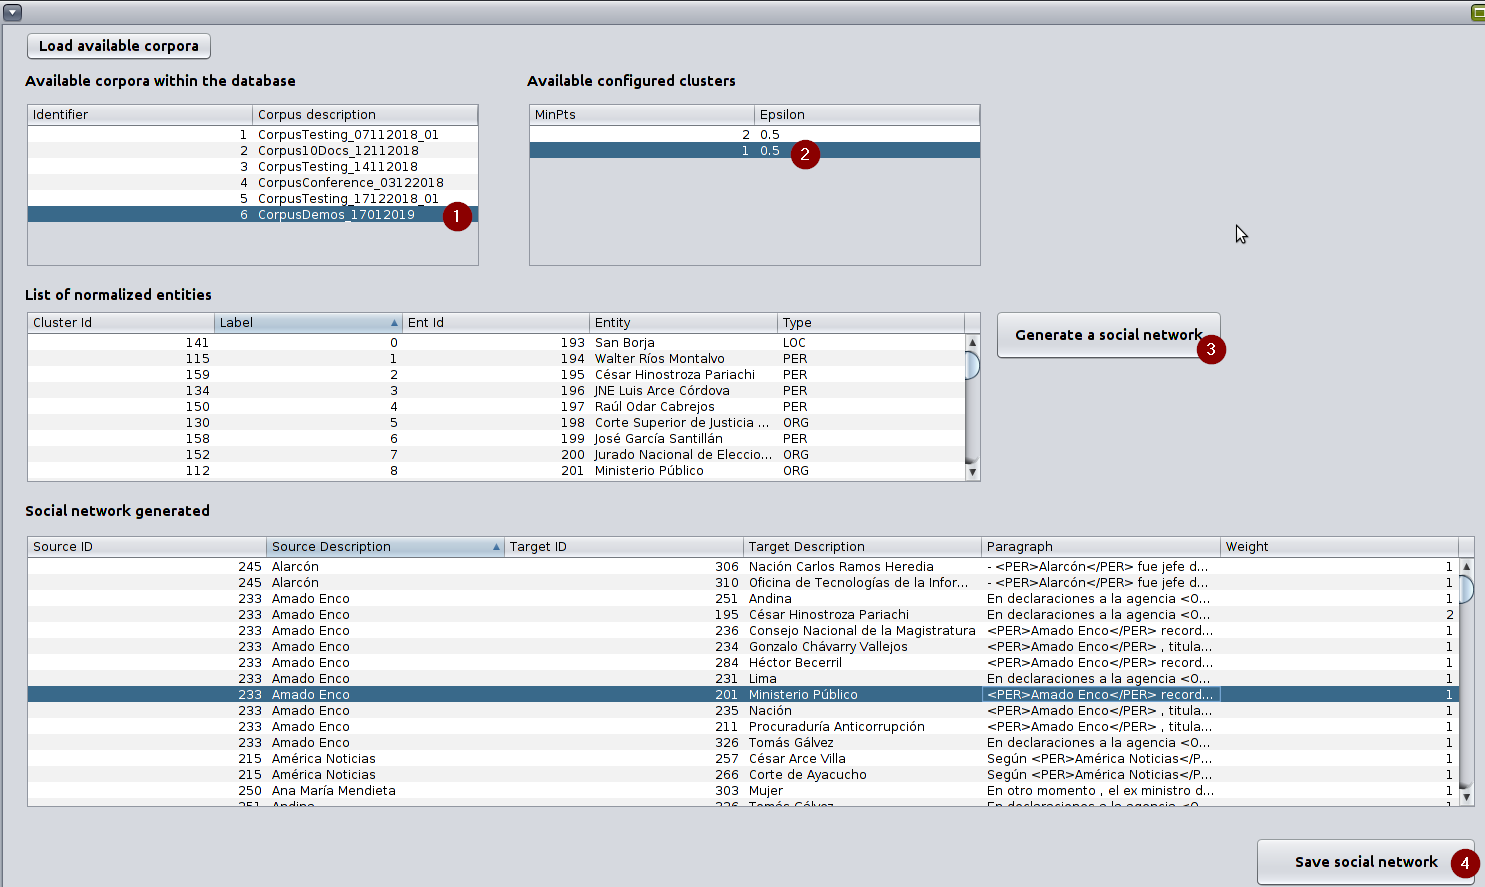 Load available corpora
Available corpora within the database
Available configured clusters
Identifier Corpus description
MinPts Epsilon
1 CorpusTesting_07112018_01
2 Corpus10Docs_12112018
3 CorpusTesting_14112018
4 CorpusConference_03122018
5 CorpusTesting_17122018_01
6 CorpusDemos_17012019
1
2 0.5
1 0.5
2
List of normalized entities
Cluster Id Label Ent Id Entity Type
141 0 193 San Borja LOC
115 1 194 Walter Ríos Montalvo PER
159 2 195 César Hinostroza Pariachi PER
134 3 196 JNE Luis Arce Córdova PER
150 4 197 Raúl Odar Cabrejos PER
130 5 198 Corte Superior de Justicia ... ORG
158 6 199 José García Santillán PER
152 7 200 Jurado Nacional de Eleccio... ORG
112 8 201 Ministerio Público ORG
Generate a social network
3
Social network generated
Source ID Source Description Target ID Target Description Paragraph Weight
245 Alarcón 306 Nación Carlos Ramos Heredia - <PER>Alarcón</PER> fue jefe d... 1
245 Alarcón 310 Oficina de Tecnologías de la Infor... - <PER>Alarcón</PER> fue jefe d... 1
233 Amado Enco 251 Andina En declaraciones a la agencia <O... 1
233 Amado Enco 195 César Hinostroza Pariachi En declaraciones a la agencia <O... 2
233 Amado Enco 236 Consejo Nacional de la Magistratura <PER>Amado Enco</PER> record... 1
233 Amado Enco 234 Gonzalo Chávarry Vallejos <PER>Amado Enco</PER> , titula... 1
233 Amado Enco 284 Héctor Becerril <PER>Amado Enco</PER> record... 1
233 Amado Enco 231 Lima En declaraciones a la agencia <O... 1
233 Amado Enco 201 Ministerio Público <PER>Amado Enco</PER> record... 1
233 Amado Enco 235 Nación <PER>Amado Enco</PER> , titula... 1
233 Amado Enco 211 Procuraduría Anticorrupción <PER>Amado Enco</PER> , titula... 1
233 Amado Enco 326 Tomás Gálvez En declaraciones a la agencia <O... 1
215 América Noticias 257 César Arce Villa Según <PER>América Noticias</P... 1
215 América Noticias 266 Corte de Ayacucho Según <PER>América Noticias</P... 1
250 Ana María Mendieta 303 Mujer En otro momento , el ex ministro d... 1
251 Andina 326 Tomás Gálvez En declaraciones a la agencia <O... 1
Save social network
4